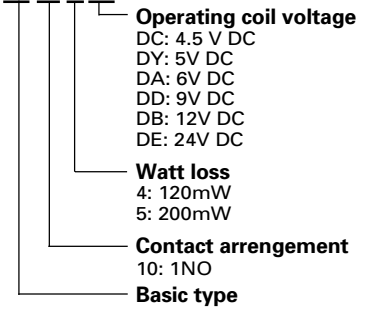 Operating coil voltage
DC: 4.5 V DC
DY: 5V DC
DA: 6V DC
DD: 9V DC
DB: 12V DC
DE: 24V DC
Watt loss
4: 120mW
5: 200mW
Contact arrengement
10: 1NO
Basic type